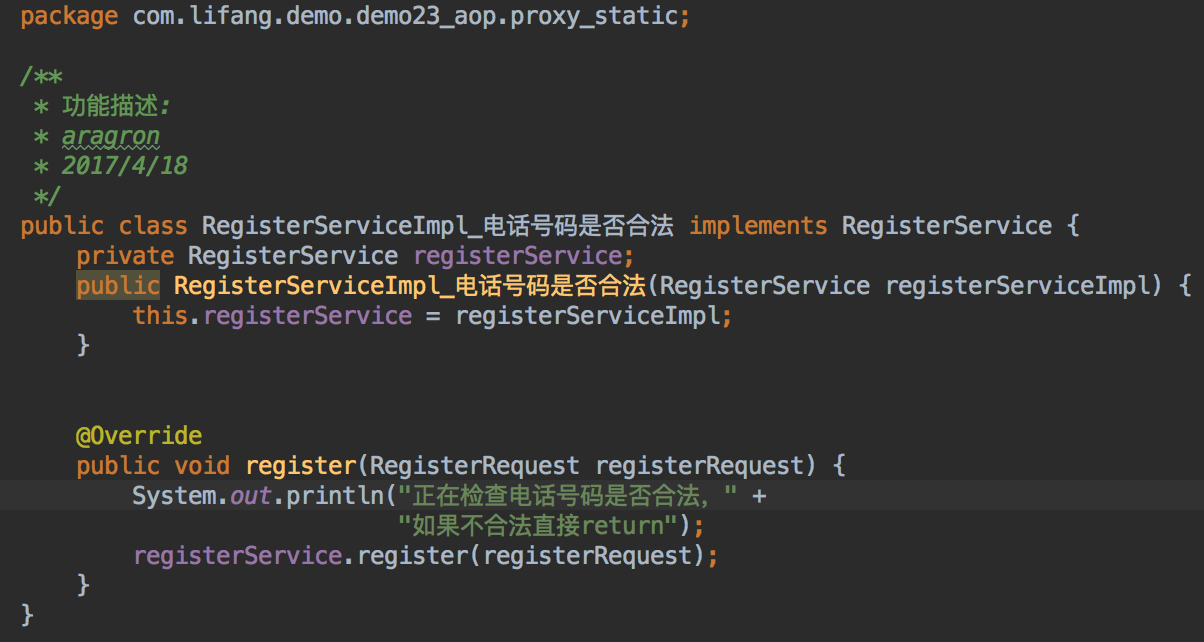 package com.lifang.demo.demo23_aop.proxy_static;
/**
 * 功能描述:
 * aragron
 * 2017/4/18
 */
public class RegisterServiceImpl_电话号码是否合法 implements RegisterService {
    private RegisterService registerService;
    public RegisterServiceImpl_电话号码是否合法(RegisterService registerServiceImpl) {
        this.registerService = registerServiceImpl;
    }
    @Override
    public void register(RegisterRequest registerRequest) {
        System.out.println("正在检查电话号码是否合法，" +
                           "如果不合法直接return");
        registerService.register(registerRequest);
    }
}